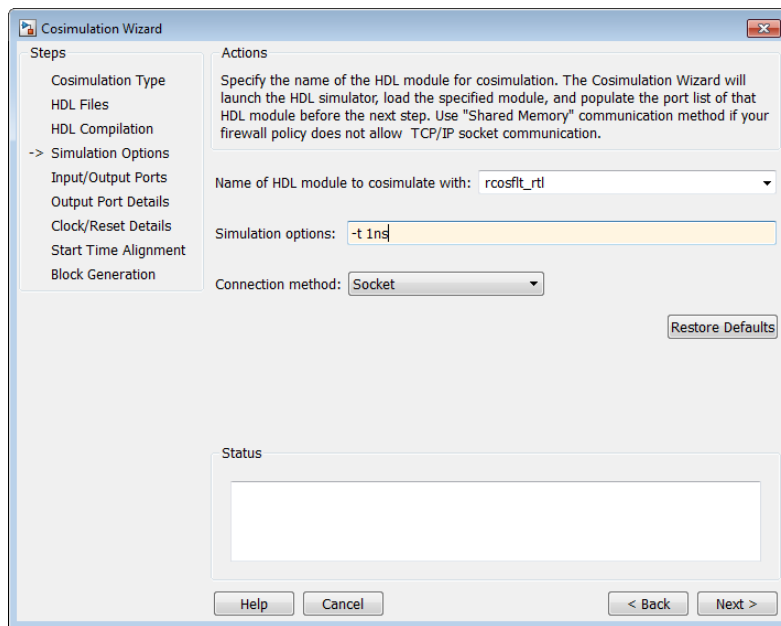 Cosimulation Wizard
Steps
Cosimulation Type
HDL Files
HDL Compilation
-> Simulation Options
Input/Output Ports
Output Port Details
Clock/Reset Details
Start Time Alignment
Block Generation
Actions
Specify the name of the HDL module for cosimulation. The Cosimulation Wizard will
launch the HDL simulator, load the specified module, and populate the port list of that
HDL module before the next step. Use "Shared Memory" communication method if your
firewall policy does not allow TCP/IP socket communication.
Name of HDL module to cosimulate with: rcosflt_rtl
Simulation options: -t 1ns
Connection method: Socket
Restore Defaults
Status
Help Cancel < Back Next >